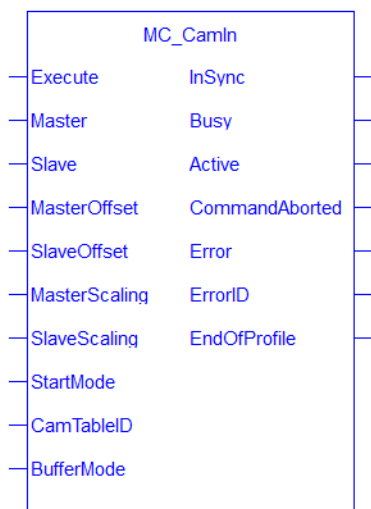 MC_CamIn
Execute InSync
Master Busy
Slave Active
MasterOffset CommandAborted
SlaveOffset Error
MasterScaling ErrorID
SlaveScaling EndOfProfile
StartMode
CamTableID
BufferMode